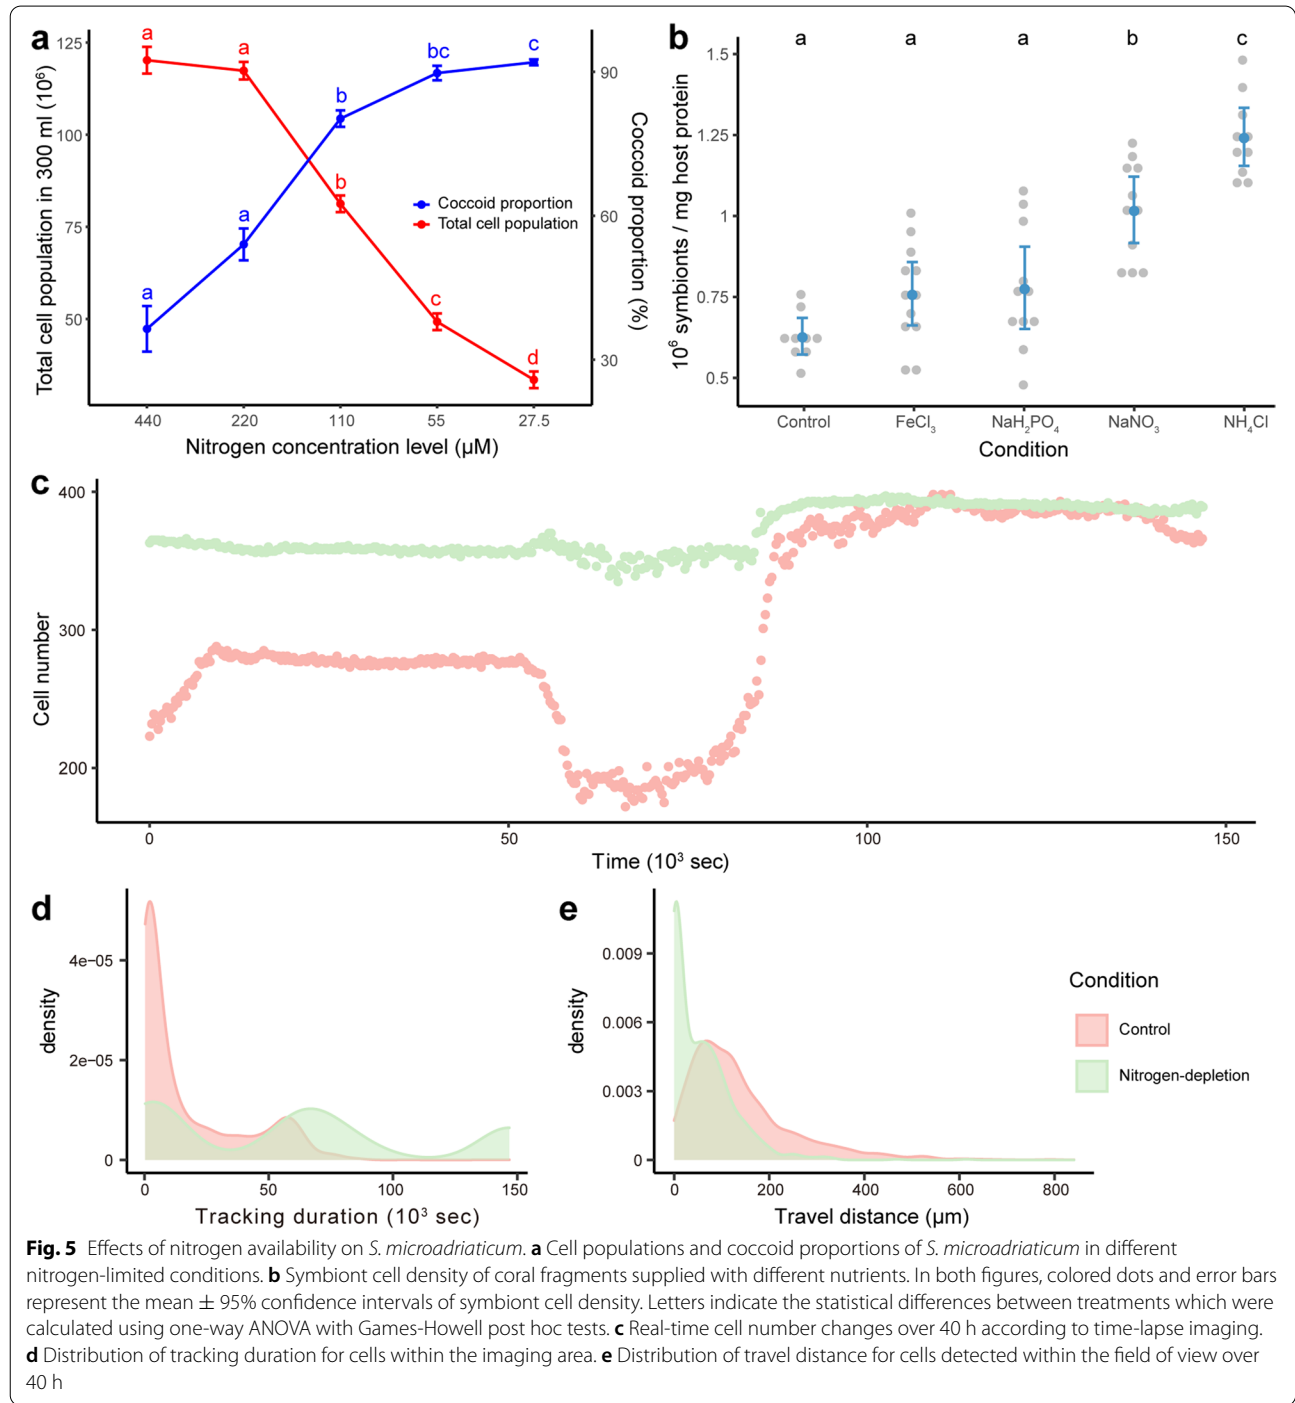 a
125
100
75
50
Total cell population in 300 ml (10⁶)
a
a
b
c
d
a
a
b
bc
c
90
60
30
Coccoid proportion (%)
Coccoid proportion
Total cell population
440
220
110
55
27.5
Nitrogen concentration level (µM)
b
1.5
1.25
1
0.75
0.5
10⁶ symbionts / mg host protein
a
a
a
b
c
Control
FeCl₃
NaH₂PO₄
NaNO₃
NH₄Cl
Condition
c
400
300
200
Cell number
0
50
100
150
Time (10³ sec)
d
4e−05
2e−05
0
density
0
50
100
150
Tracking duration (10³ sec)
e
0.009
0.006
0.003
0
density
0
200
400
600
800
Travel distance (µm)
Condition
Control
Nitrogen-depletion
Fig. 5 Effects of nitrogen availability on S. microadriaticum. a Cell populations and coccoid proportions of S. microadriaticum in different
nitrogen-limited conditions. b Symbiont cell density of coral fragments supplied with different nutrients. In both figures, colored dots and error bars
represent the mean ± 95% confidence intervals of symbiont cell density. Letters indicate the statistical differences between treatments which were
calculated using one-way ANOVA with Games-Howell post hoc tests. c Real-time cell number changes over 40 h according to time-lapse imaging.
d Distribution of tracking duration for cells within the imaging area. e Distribution of travel distance for cells detected within the field of view over
40 h